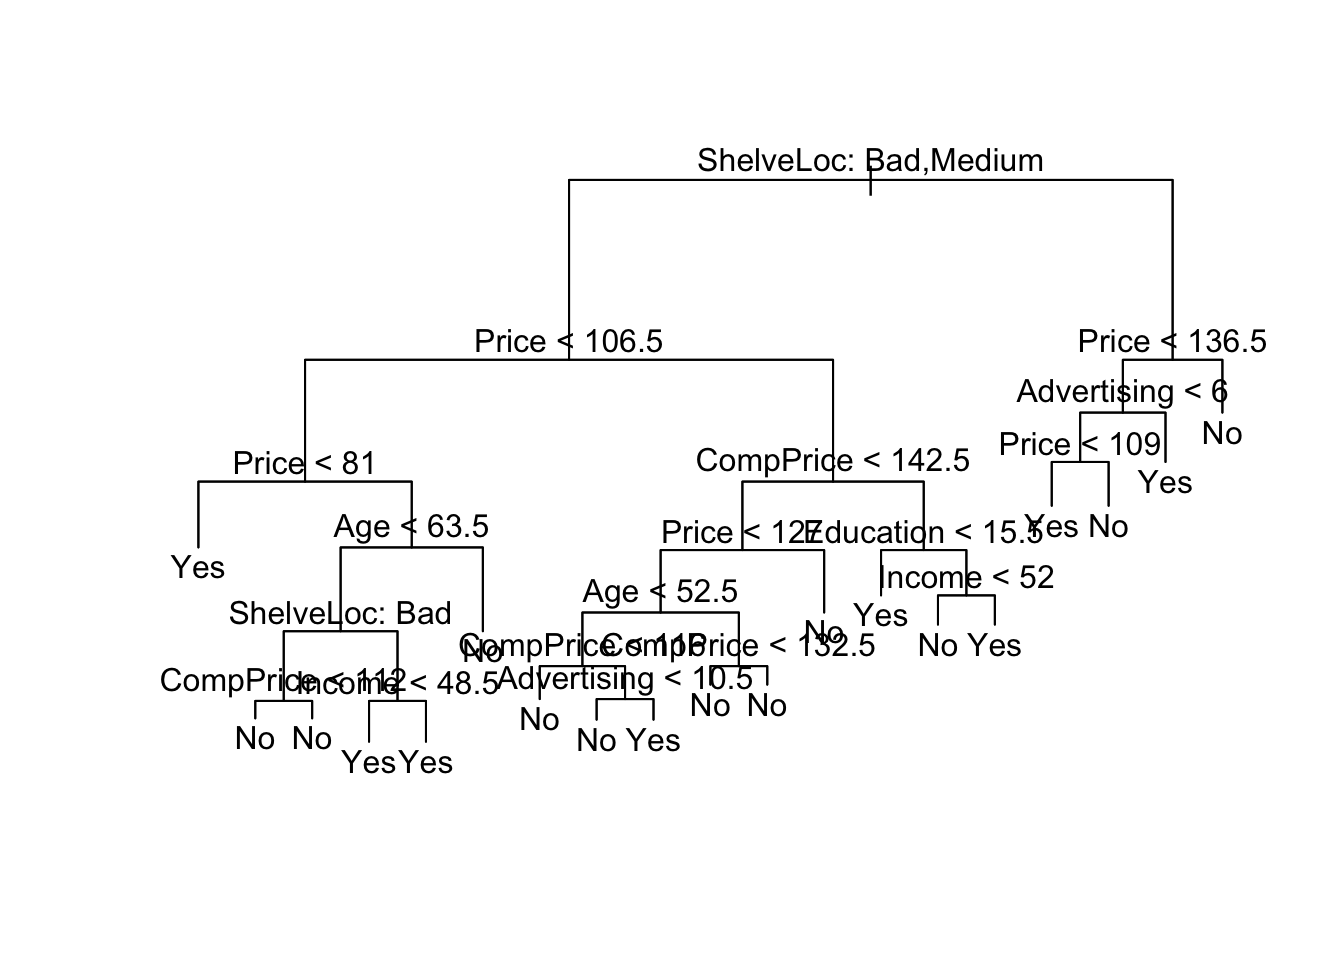 ShelveLoc: Bad,Medium
Price < 106.5
Price < 136.5
Advertising < 6
No
Price < 109
Yes
Yes
No
Price < 81
CompPrice < 142.5
Yes
Age < 63.5
Price < 127
Education < 15.5
Income < 52
Yes
No
Yes
Age < 52.5
No
ShelveLoc: Bad
No
CompPrice < 116
CompPrice < 132.5
CompPrice < 112
Income < 48.5
Advertising < 10.5
No
No
No
No
No
No
Yes
Yes
Yes